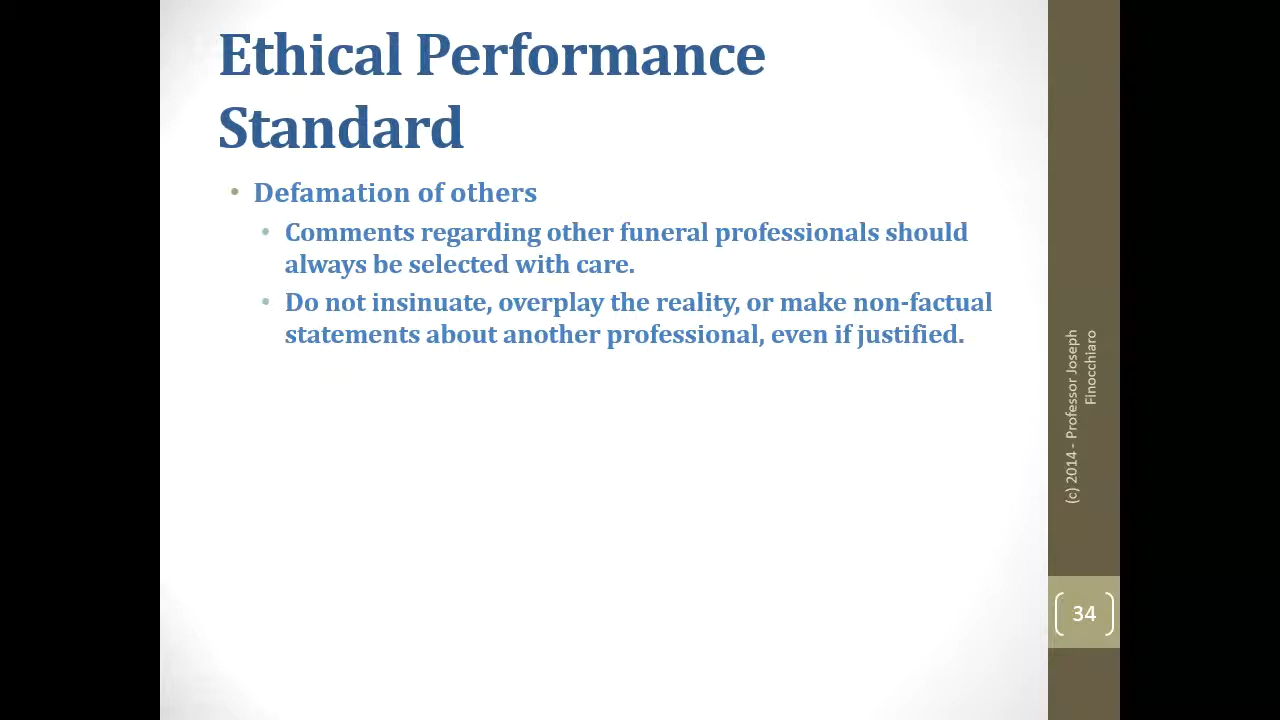 Ethical Performance
Standard
• Defamation of others
• Comments regarding other funeral professionals should
always be selected with care.
• Do not insinuate, overplay the reality, or make non-factual
statements about another professional, even if justified.
(c) 2014 - Professor Joseph
Finocchiaro
34